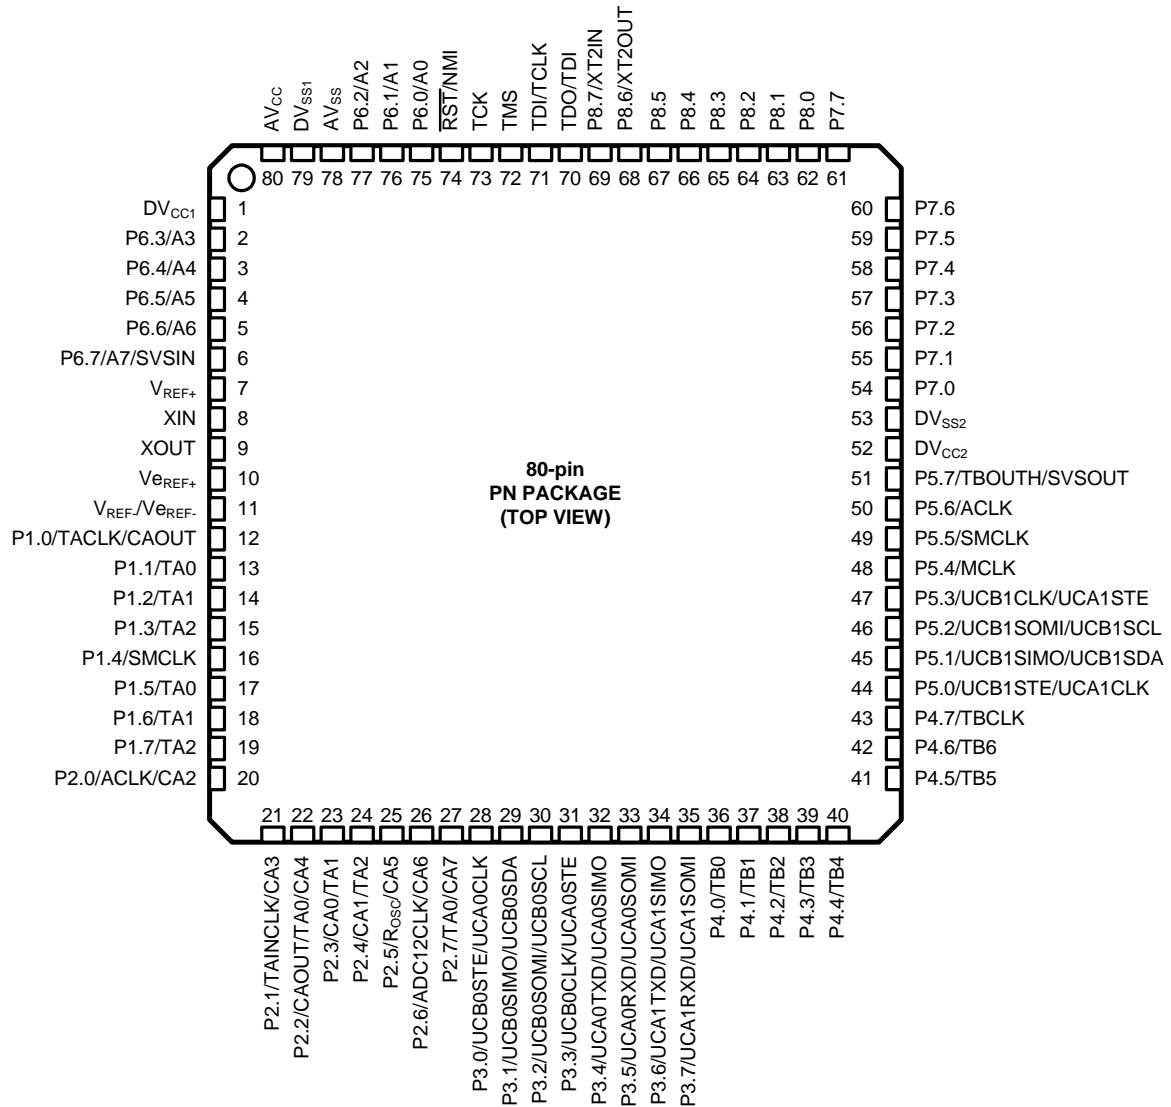 AVCC
DVSS1
AVSS
P6.2/A2
P6.1/A1
P6.0/A0
RST/NMI
TCK
TMS
TDI/TCLK
TDO/TDI
P8.7/XT2IN
P8.6/XT2OUT
P8.5
P8.4
P8.3
P8.2
P8.1
P8.0
P7.7
80 79 78 77 76 75 74 73 72 71 70 69 68 67 66 65 64 63 62 61
DVCC1 1
P6.3/A3 2
P6.4/A4 3
P6.5/A5 4
P6.6/A6 5
P6.7/A7/SVSIN 6
VREF+ 7
XIN 8
XOUT 9
VeREF+ 10
VREF-/VeREF- 11
P1.0/TACLK/CAOUT 12
P1.1/TA0 13
P1.2/TA1 14
P1.3/TA2 15
P1.4/SMCLK 16
P1.5/TA0 17
P1.6/TA1 18
P1.7/TA2 19
P2.0/ACLK/CA2 20
80-pin
PN PACKAGE
(TOP VIEW)
60 P7.6
59 P7.5
58 P7.4
57 P7.3
56 P7.2
55 P7.1
54 P7.0
53 DVSS2
52 DVCC2
51 P5.7/TBOUTH/SVSOUT
50 P5.6/ACLK
49 P5.5/SMCLK
48 P5.4/MCLK
47 P5.3/UCB1CLK/UCA1STE
46 P5.2/UCB1SOMI/UCB1SCL
45 P5.1/UCB1SIMO/UCB1SDA
44 P5.0/UCB1STE/UCA1CLK
43 P4.7/TBCLK
42 P4.6/TB6
41 P4.5/TB5
21 22 23 24 25 26 27 28 29 30 31 32 33 34 35 36 37 38 39 40
P2.1/TAINCLK/CA3
P2.2/CAOUT/TA0/CA4
P2.3/CA0/TA1
P2.4/CA1/TA2
P2.5/ROSC/CA5
P2.6/ADC12CLK/CA6
P2.7/TA0/CA7
P3.0/UCB0STE/UCA0CLK
P3.1/UCB0SIMO/UCB0SDA
P3.2/UCB0SOMI/UCB0SCL
P3.3/UCB0CLK/UCA0STE
P3.4/UCA0TXD/UCA0SIMO
P3.5/UCA0RXD/UCA0SOMI
P3.6/UCA1TXD/UCA1SIMO
P3.7/UCA1RXD/UCA1SOMI
P4.0/TB0
P4.1/TB1
P4.2/TB2
P4.3/TB3
P4.4/TB4